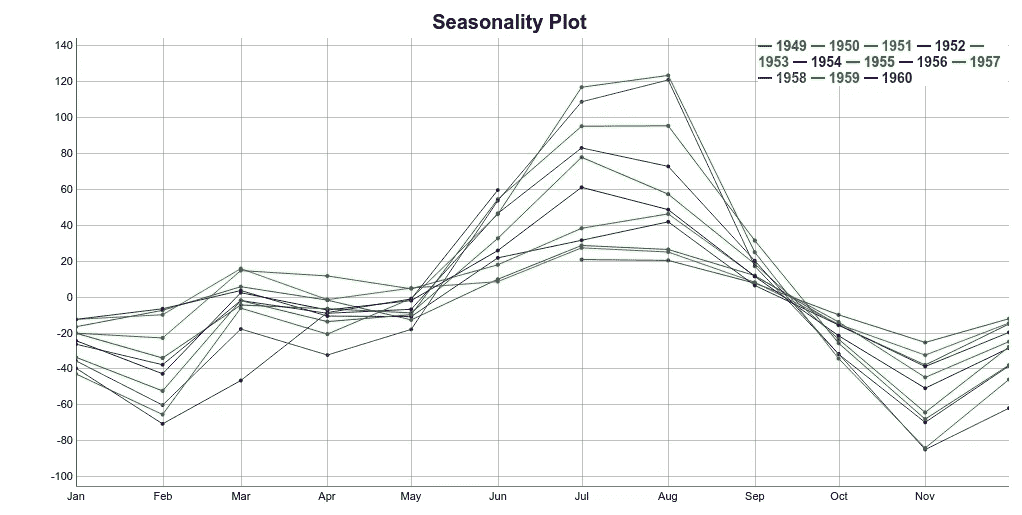 Seasonality Plot
— 1949 — 1950 — 1951 — 1952 —
1953 — 1954 — 1955 — 1956 — 1957
— 1958 — 1959 — 1960
140
120
100
80
60
40
20
0
-20
-40
-60
-80
-100
Jan Feb Mar Apr May Jun Jul Aug Sep Oct Nov